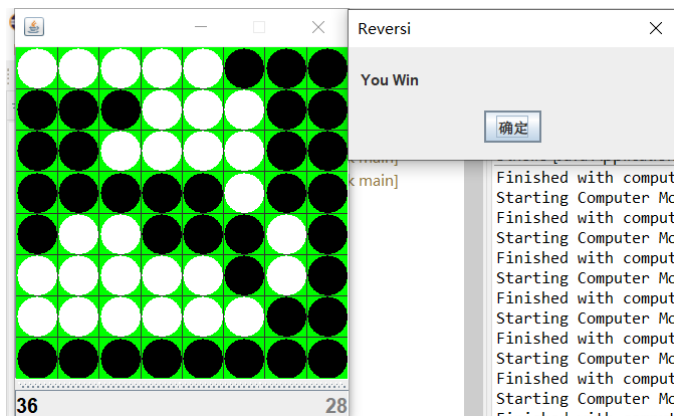 Reversi
You Win
确定
k main]
Finished with comput
Starting Computer Mo
Finished with comput
Starting Computer Mo
Finished with comput
Starting Computer Mo
Finished with comput
Starting Computer Mo
Finished with comput
Starting Computer Mo
Finished with comput
Starting Computer Mo
36
28